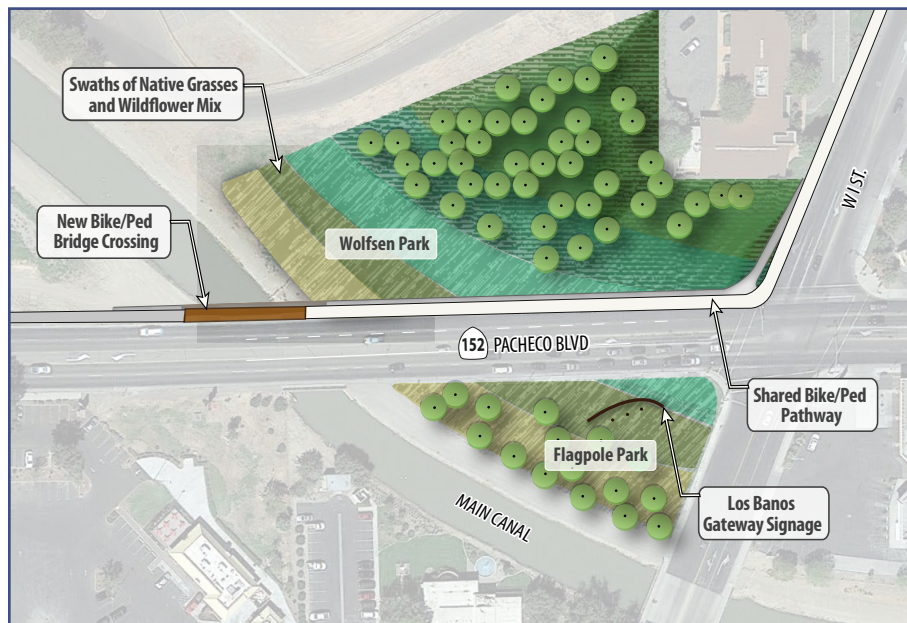 Swaths of Native Grasses
and Wildflower Mix
New Bike/Ped
Bridge Crossing
Wolfsen Park
W I ST.
152 PACHECO BLVD
Shared Bike/Ped
Pathway
Flagpole Park
Los Banos
Gateway Signage
MAIN CANAL